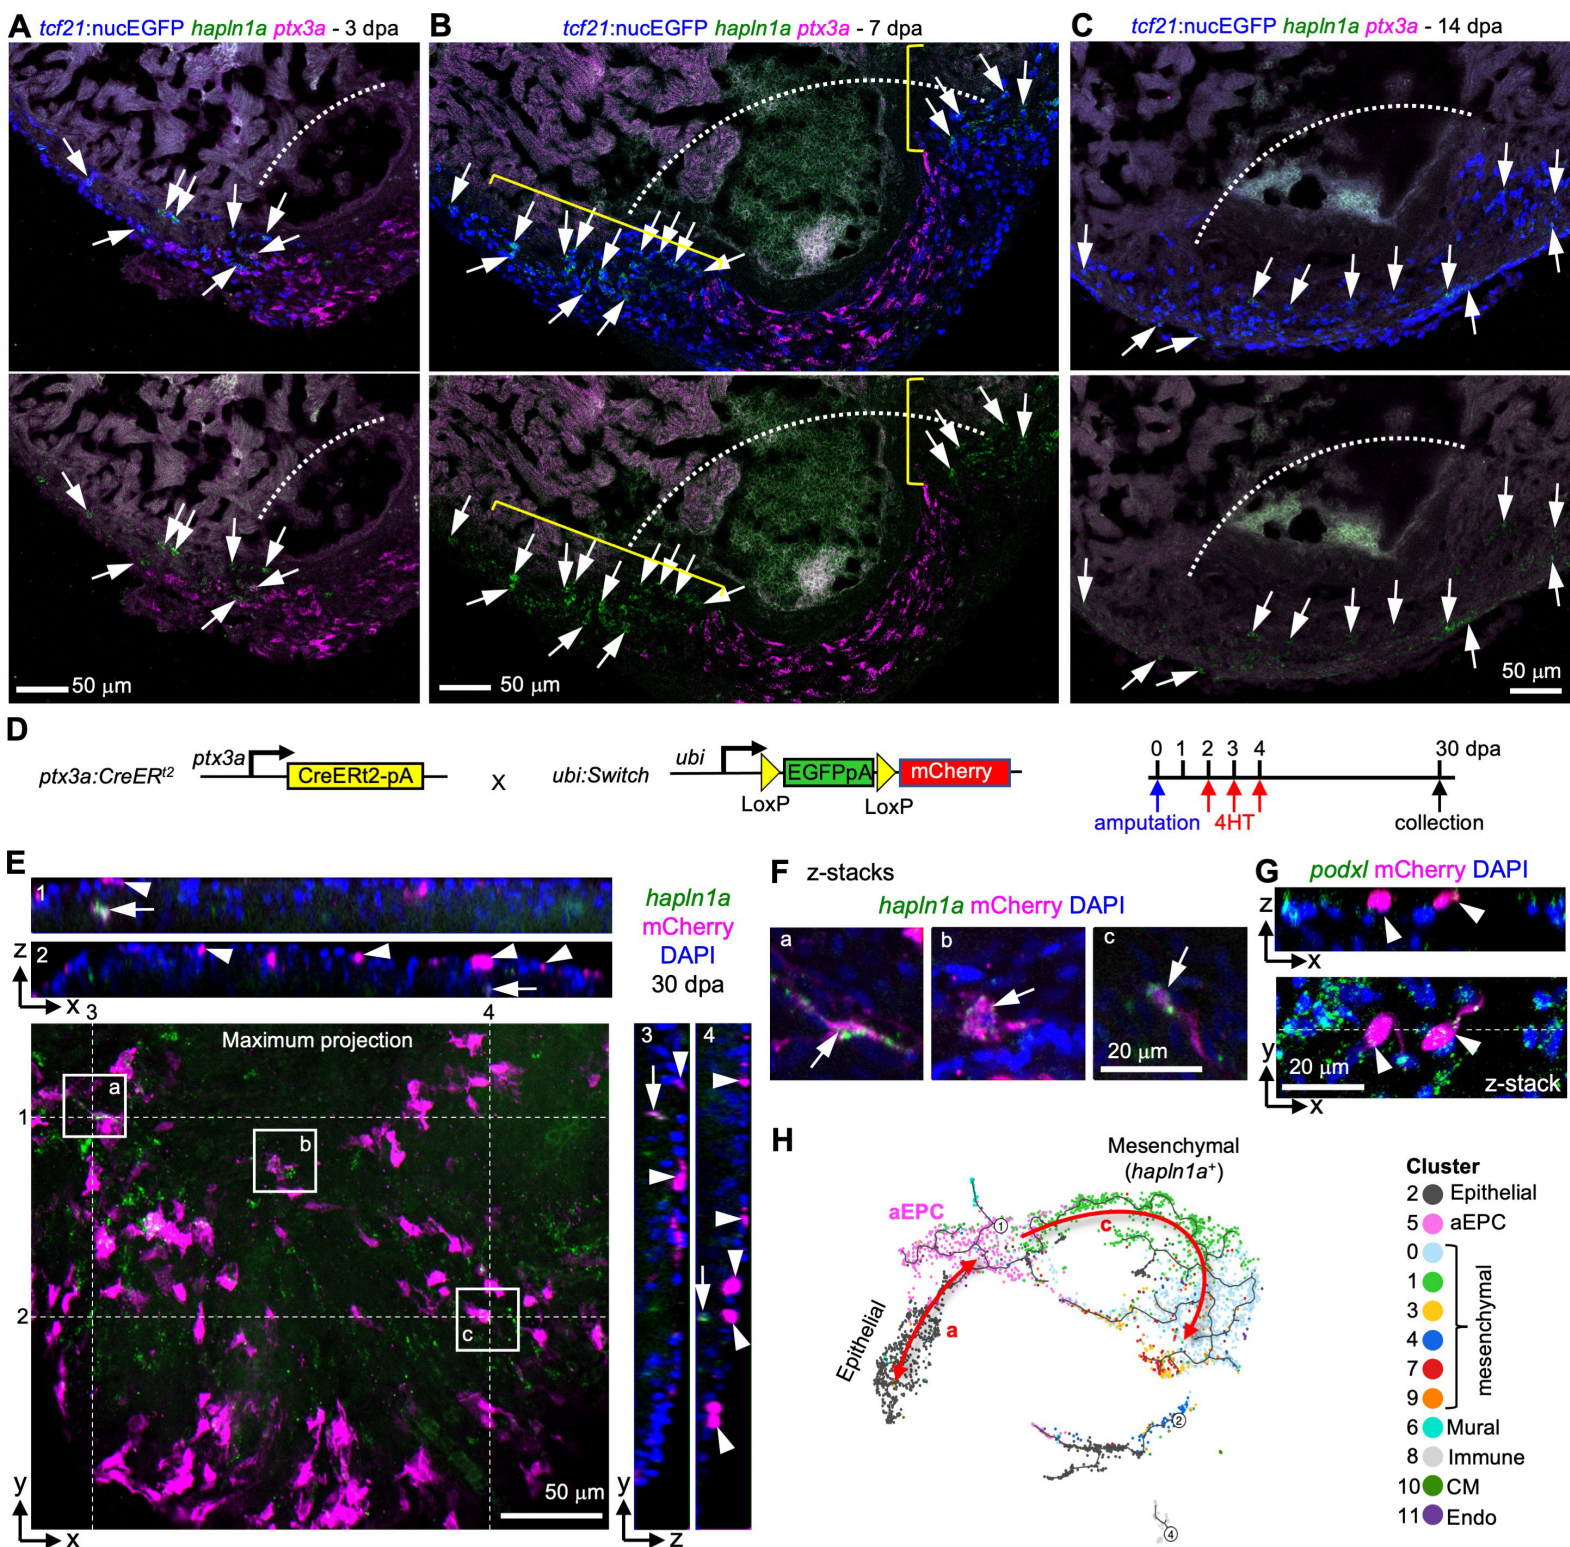 A tcf21:nucEGFP hapln1a ptx3a - 3 dpa
50 μm
B tcf21:nucEGFP hapln1a ptx3a - 7 dpa
50 μm
C tcf21:nucEGFP hapln1a ptx3a - 14 dpa
50 μm
D
ptx3a:CreERt2
ptx3a
CreERt2-pA
X
ubi:Switch
ubi
EGFPpA
mCherry
LoxP
LoxP
0 1 2 3 4 30 dpa
amputation 4HT collection
E
1
2
z
x
3 4
hapln1a
mCherry
DAPI
30 dpa
Maximum projection
a
b
c
1
2
50 μm
y
x
3 4
y
z
F z-stacks
hapln1a mCherry DAPI
a b c
20 μm
G podxl mCherry DAPI
z
x
20 μm
z-stack
y
x
H
Mesenchymal
(hapln1a+)
aEPC
1
c
Epithelial
a
2
4
Cluster
2 Epithelial
5 aEPC
0
1
3
4
7
9
mesenchymal
6 Mural
8 Immune
10 CM
11 Endo